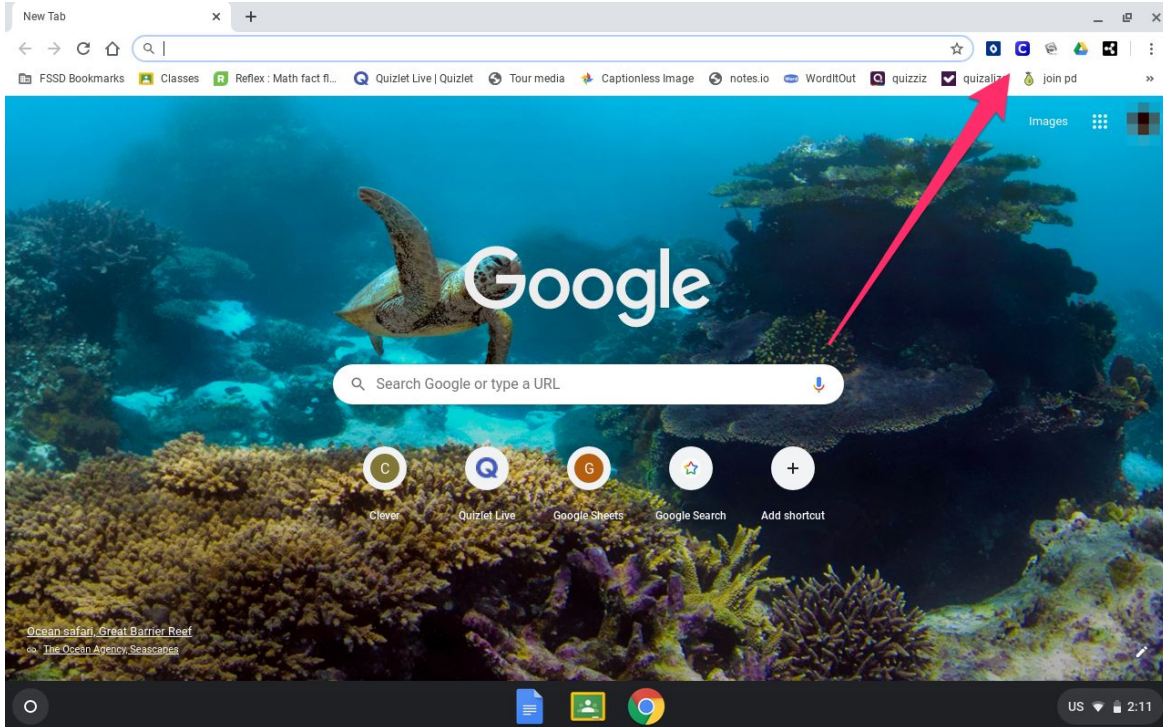 New Tab
FSSD Bookmarks Classes Reflex : Math fact fl... Quizlet Live | Quizlet Tour media Captionless Image notes.io WordItOut quizziz quizalize join pd »
Images
Google
Search Google or type a URL
C Q G
Clever Quizlet Live Google Sheets Google Search Add shortcut
Ocean safari, Great Barrier Reef
The Ocean Agency, Seascapes
US 2:11